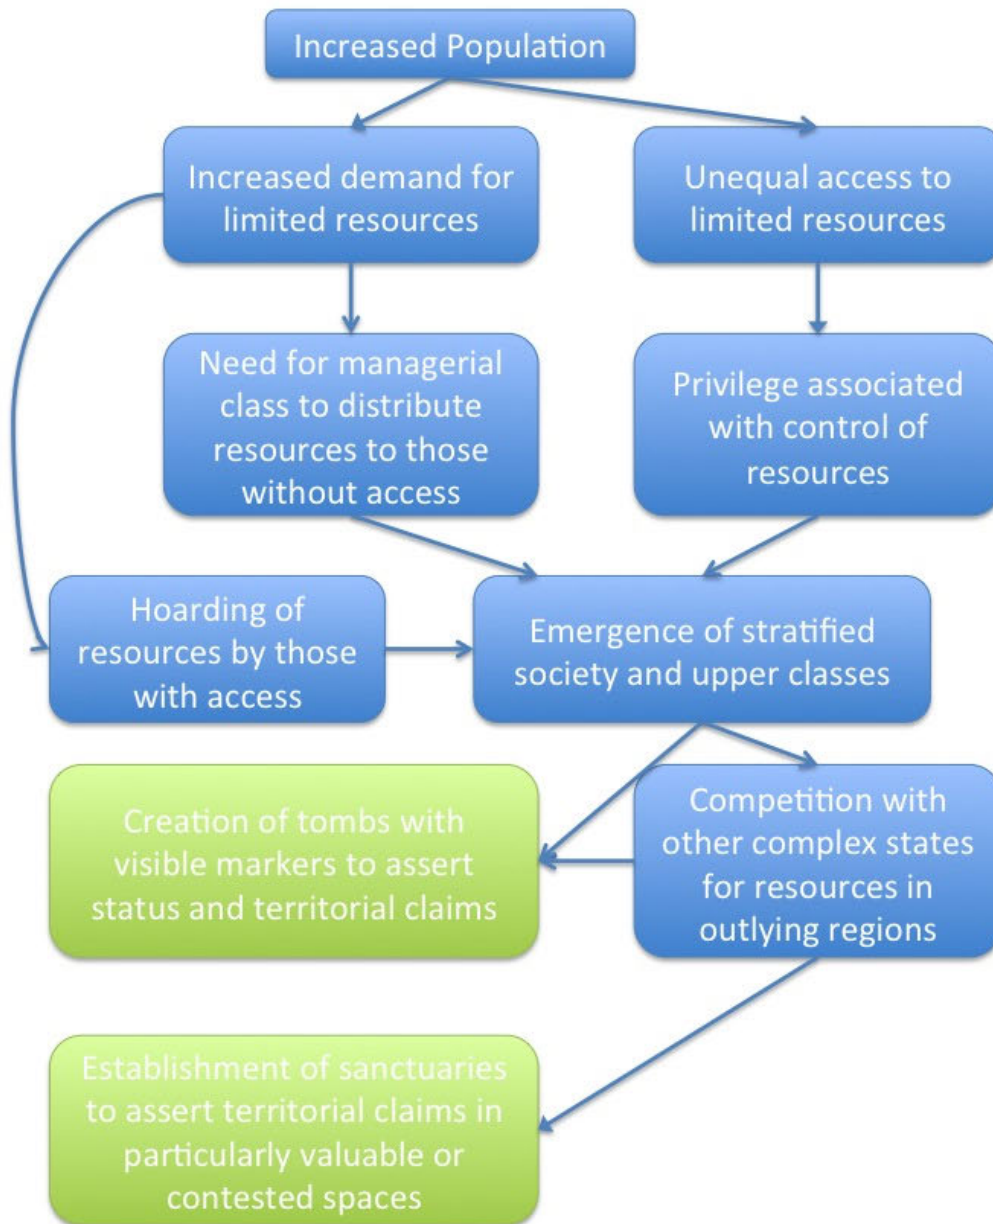 Increased Population
Increased demand for
limited resources
Unequal access to
limited resources
Need for managerial
class to distribute
resources to those
without access
Privilege associated
with control of
resources
Hoarding of
resources by those
with access
Emergence of stratified
society and upper classes
Creation of tombs with
visible markers to assert
status and territorial claims
Competition with
other complex states
for resources in
outlying regions
Establishment of sanctuaries
to assert territorial claims in
particularly valuable or
contested spaces